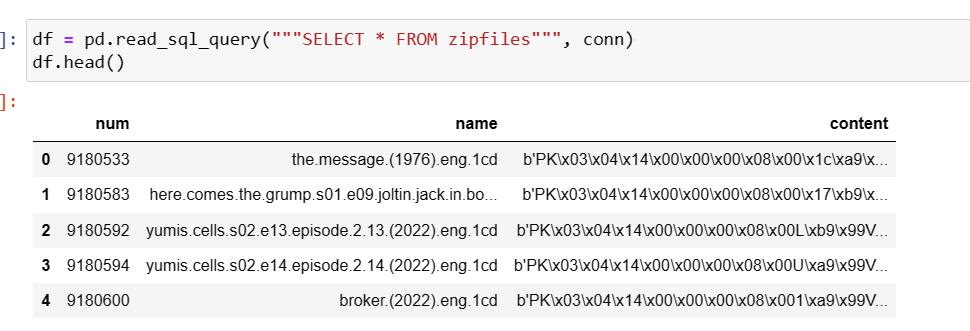 ]: df = pd.read_sql_query("""SELECT * FROM zipfiles""", conn)
df.head()
]:
num name content
0 9180533 the.message.(1976).eng.1cd b'PK\x03\x04\x14\x00\x00\x00\x08\x00\x1c\xa9\x...
1 9180583 here.comes.the.grump.s01.e09.joltin.jack.in.bo... b'PK\x03\x04\x14\x00\x00\x00\x08\x00\x17\xb9\x...
2 9180592 yumis.cells.s02.e13.episode.2.13.(2022).eng.1cd b'PK\x03\x04\x14\x00\x00\x00\x08\x00L\xb9\x99V...
3 9180594 yumis.cells.s02.e14.episode.2.14.(2022).eng.1cd b'PK\x03\x04\x14\x00\x00\x00\x08\x00U\xa9\x99V...
4 9180600 broker.(2022).eng.1cd b'PK\x03\x04\x14\x00\x00\x00\x08\x001\xa9\x99V...